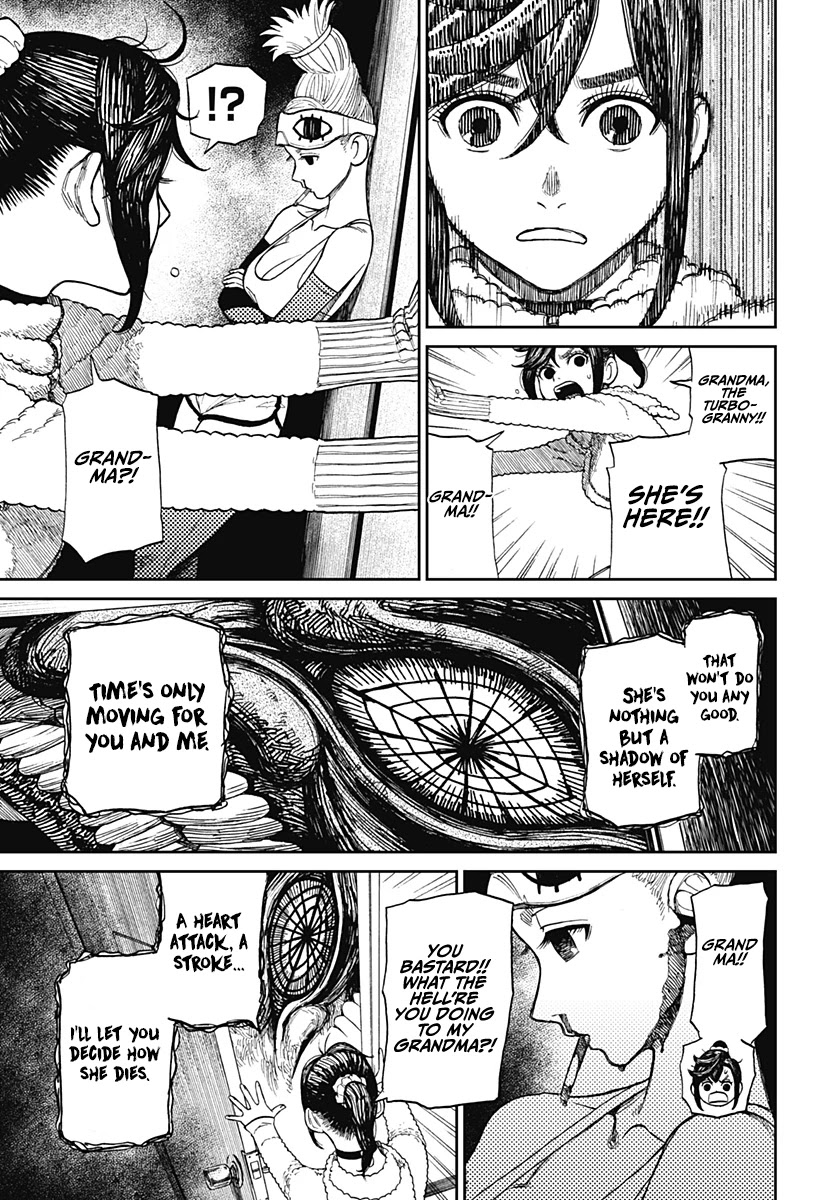 GRANDMA,
THE
TURBO-
GRANNY!!
SHE'S
HERE!!
GRAND-
MA!!
!?
GRAND-
MA?!
THAT
WON'T DO
YOU ANY
GOOD.
SHE'S
NOTHING
BUT A
SHADOW OF
HERSELF.
TIME'S ONLY
MOVING FOR
YOU AND ME.
GRAND
MA!!
YOU
BASTARD!!
WHAT THE
HELL'RE
YOU DOING
TO MY
GRANDMA?!
A HEART
ATTACK, A
STROKE...
I'LL LET YOU
DECIDE HOW
SHE DIES.